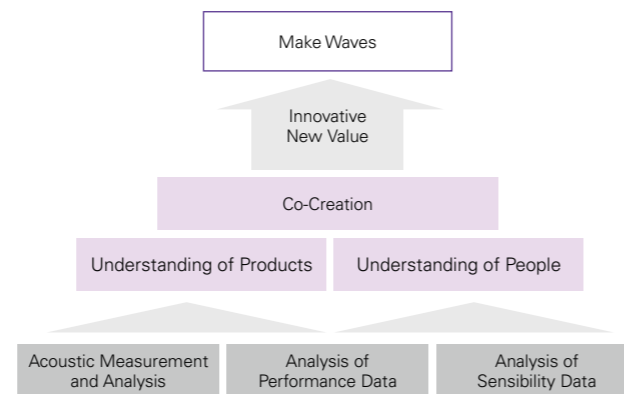 Make Waves
Innovative
New Value
Co-Creation
Understanding of Products
Understanding of People
Acoustic Measurement
and Analysis
Analysis of
Performance Data
Analysis of
Sensibility Data